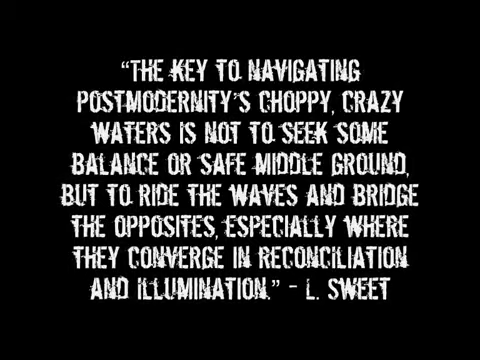 "THE KEY TO NAVIGATING
POSTMODERNITY'S CHOPPY, CRAZY
WATERS IS NOT TO SEEK SOME
BALANCE OR SAFE MIDDLE GROUND,
BUT TO RIDE THE WAVES AND BRIDGE
THE OPPOSITES, ESPECIALLY WHERE
THEY CONVERGE IN RECONCILIATION
AND ILLUMINATION." - L. SWEET